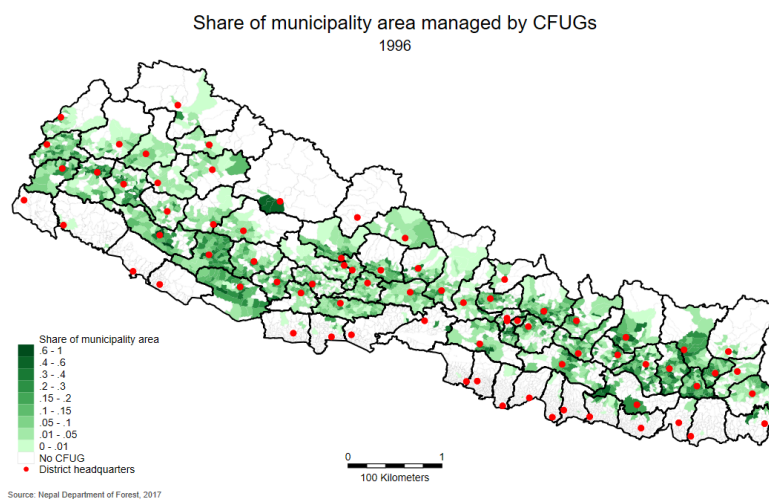 Share of municipality area managed by CFUGs
1996
Share of municipality area
.6 - 1
.4 - .6
.3 - .4
.2 - .3
.15 - .2
.1 - .15
.05 - .1
.01 - .05
0 - .01
No CFUG
District headquarters
0 1
100 Kilometers
Source: Nepal Department of Forest, 2017